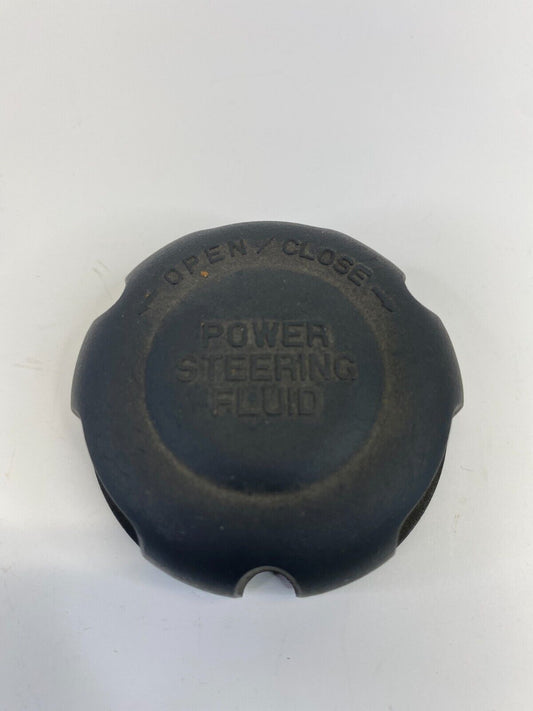 OPEN / CLOSE
POWER
STEERING
FLUID